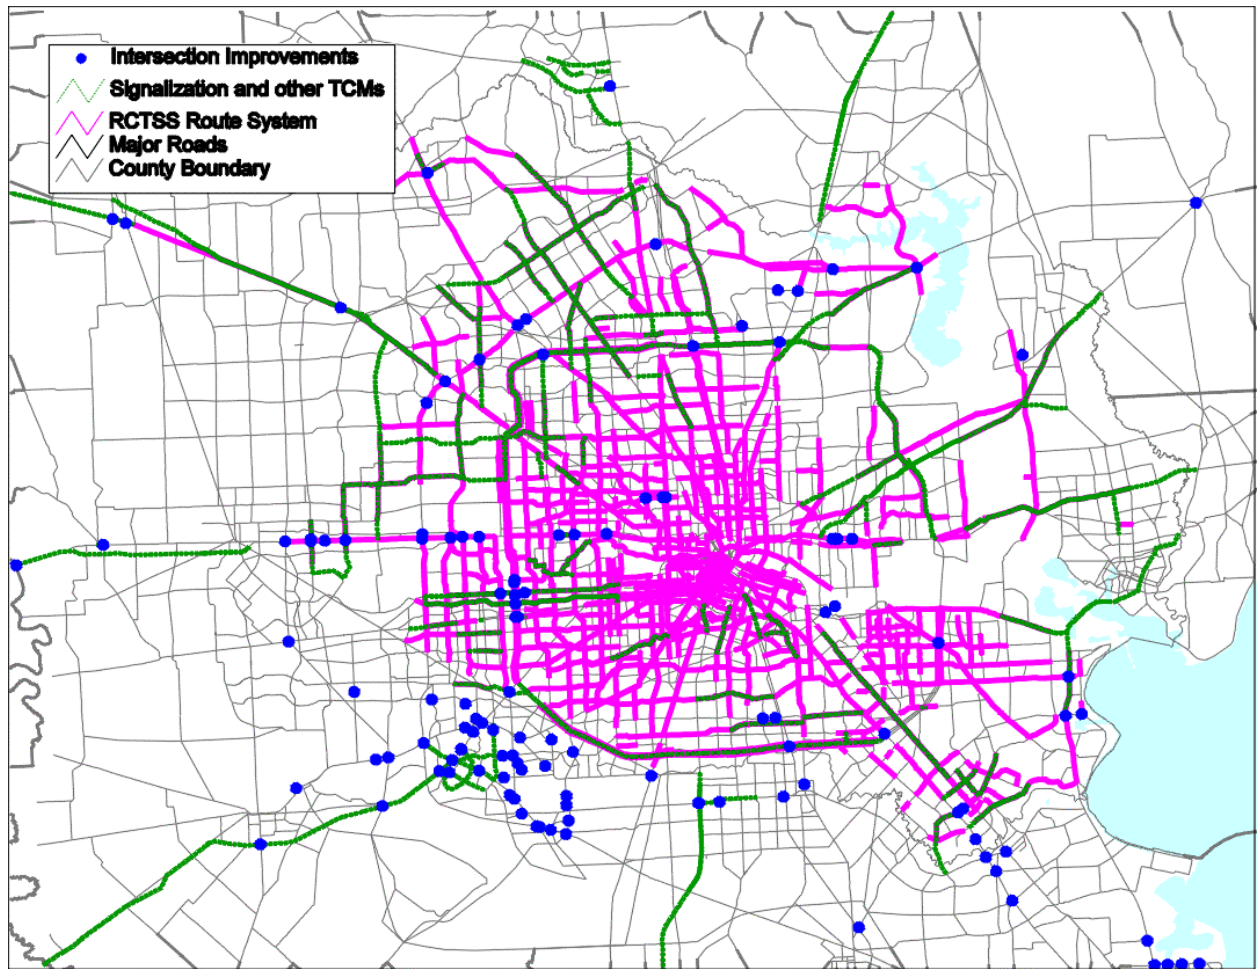 Intersection Improvements
Signalization and other TCMs
RCTSS Route System
Major Roads
County Boundary